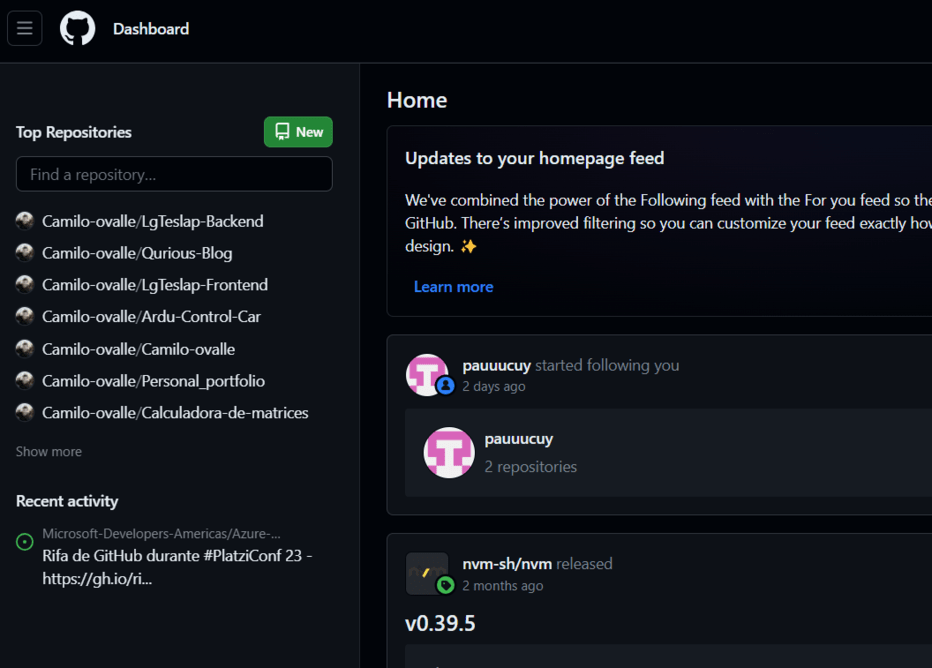 Dashboard
Top Repositories
New
Find a repository...
Camilo-ovalle/LgTeslap-Backend
Camilo-ovalle/Qurious-Blog
Camilo-ovalle/LgTeslap-Frontend
Camilo-ovalle/Ardu-Control-Car
Camilo-ovalle/Camilo-ovalle
Camilo-ovalle/Personal_portfolio
Camilo-ovalle/Calculadora-de-matrices
Show more
Recent activity
Microsoft-Developers-Americas/Azure-...
Rifa de GitHub durante #PlatziConf 23 -
https://gh.io/ri...
Home
Updates to your homepage feed
We've combined the power of the Following feed with the For you feed so the
GitHub. There's improved filtering so you can customize your feed exactly how
design. ✨
Learn more
pauuucuy started following you
2 days ago
pauuucuy
2 repositories
nvm-sh/nvm released
2 months ago
v0.39.5